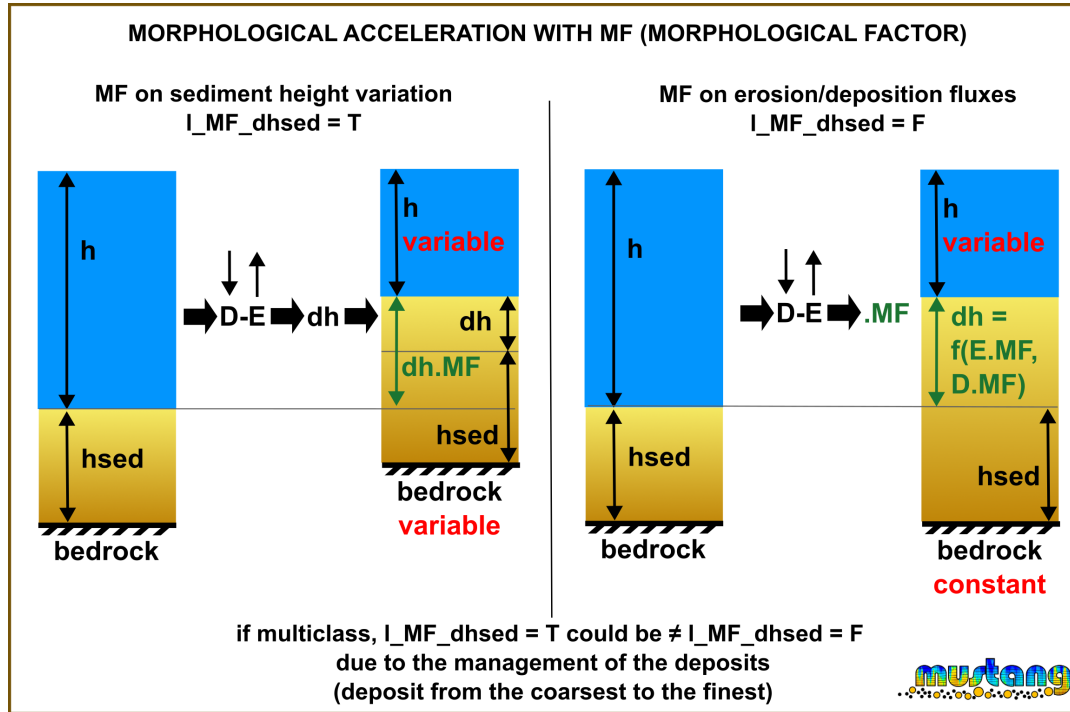 MORPHOLOGICAL ACCELERATION WITH MF (MORPHOLOGICAL FACTOR)
MF on sediment height variation
l_MF_dhsed = T
h
hsed
bedrock
D-E
dh
h
variable
dh
dh.MF
hsed
bedrock
variable
MF on erosion/deposition fluxes
l_MF_dhsed = F
h
hsed
bedrock
D-E
.MF
h
variable
dh =
f(E.MF,
D.MF)
hsed
bedrock
constant
if multiclass, l_MF_dhsed = T could be ≠ l_MF_dhsed = F
due to the management of the deposits
(deposit from the coarsest to the finest)
mustang